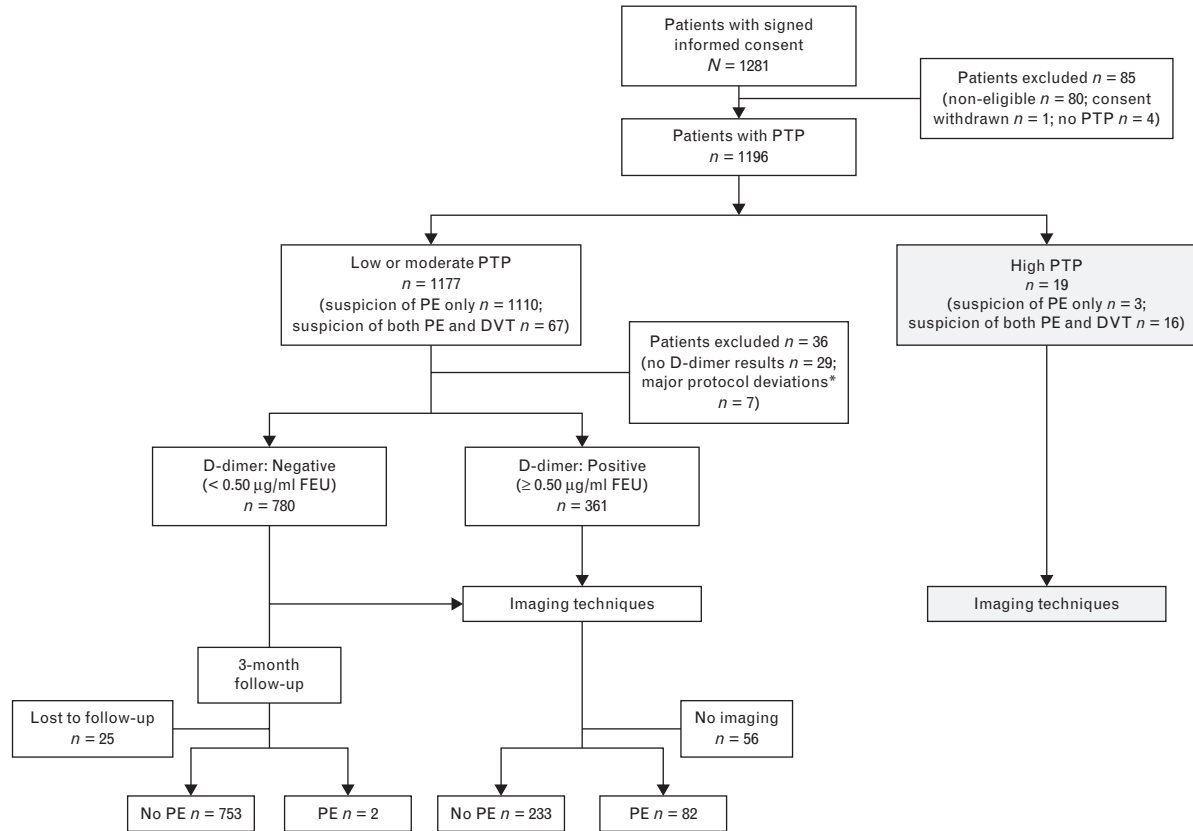 Patients with signed
informed consent
N = 1281
Patients excluded n = 85
(non-eligible n = 80; consent
withdrawn n = 1; no PTP n = 4)
Patients with PTP
n = 1196
Low or moderate PTP
n = 1177
(suspicion of PE only n = 1110;
suspicion of both PE and DVT n = 67)
High PTP
n = 19
(suspicion of PE only n = 3;
suspicion of both PE and DVT n = 16)
Patients excluded n = 36
(no D-dimer results n = 29;
major protocol deviations*
n = 7)
D-dimer: Negative
(< 0.50 μg/ml FEU)
n = 780
D-dimer: Positive
(≥ 0.50 μg/ml FEU)
n = 361
Imaging techniques
Imaging techniques
3-month
follow-up
Lost to follow-up
n = 25
No imaging
n = 56
No PE n = 753
PE n = 2
No PE n = 233
PE n = 82